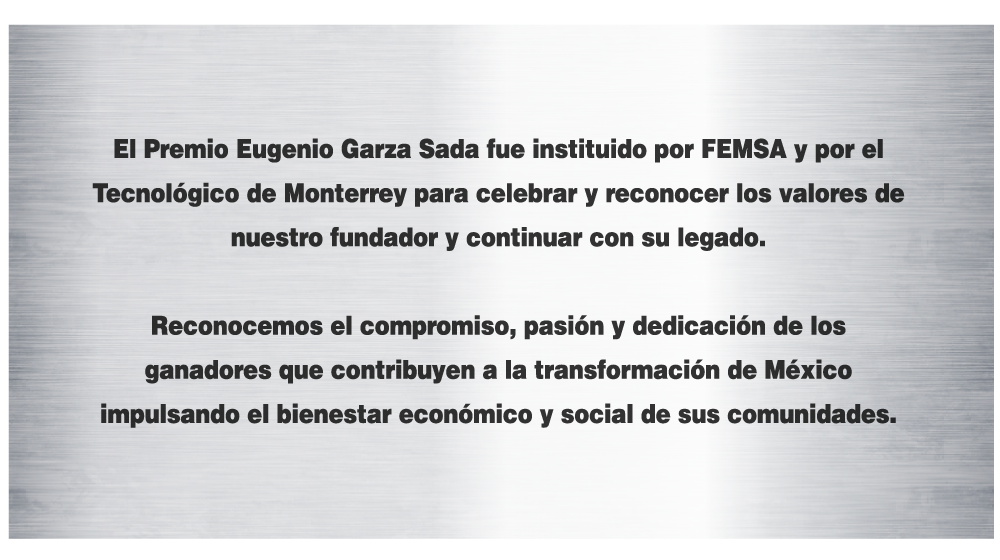 El Premio Eugenio Garza Sada fue instituido por FEMSA y por el
Tecnológico de Monterrey para celebrar y reconocer los valores de
nuestro fundador y continuar con su legado.
Reconocemos el compromiso, pasión y dedicación de los
ganadores que contribuyen a la transformación de México
impulsando el bienestar económico y social de sus comunidades.